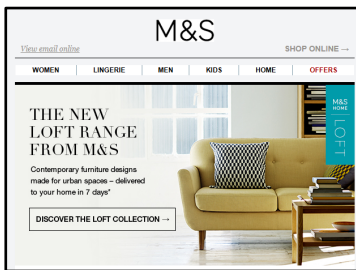 M&S
View email online
SHOP ONLINE →
WOMEN LINGERIE MEN KIDS HOME OFFERS
THE NEW
LOFT RANGE
FROM M&S
Contemporary furniture designs
made for urban spaces – delivered
to your home in 7 days*
DISCOVER THE LOFT COLLECTION →
M&S
HOME
LOFT